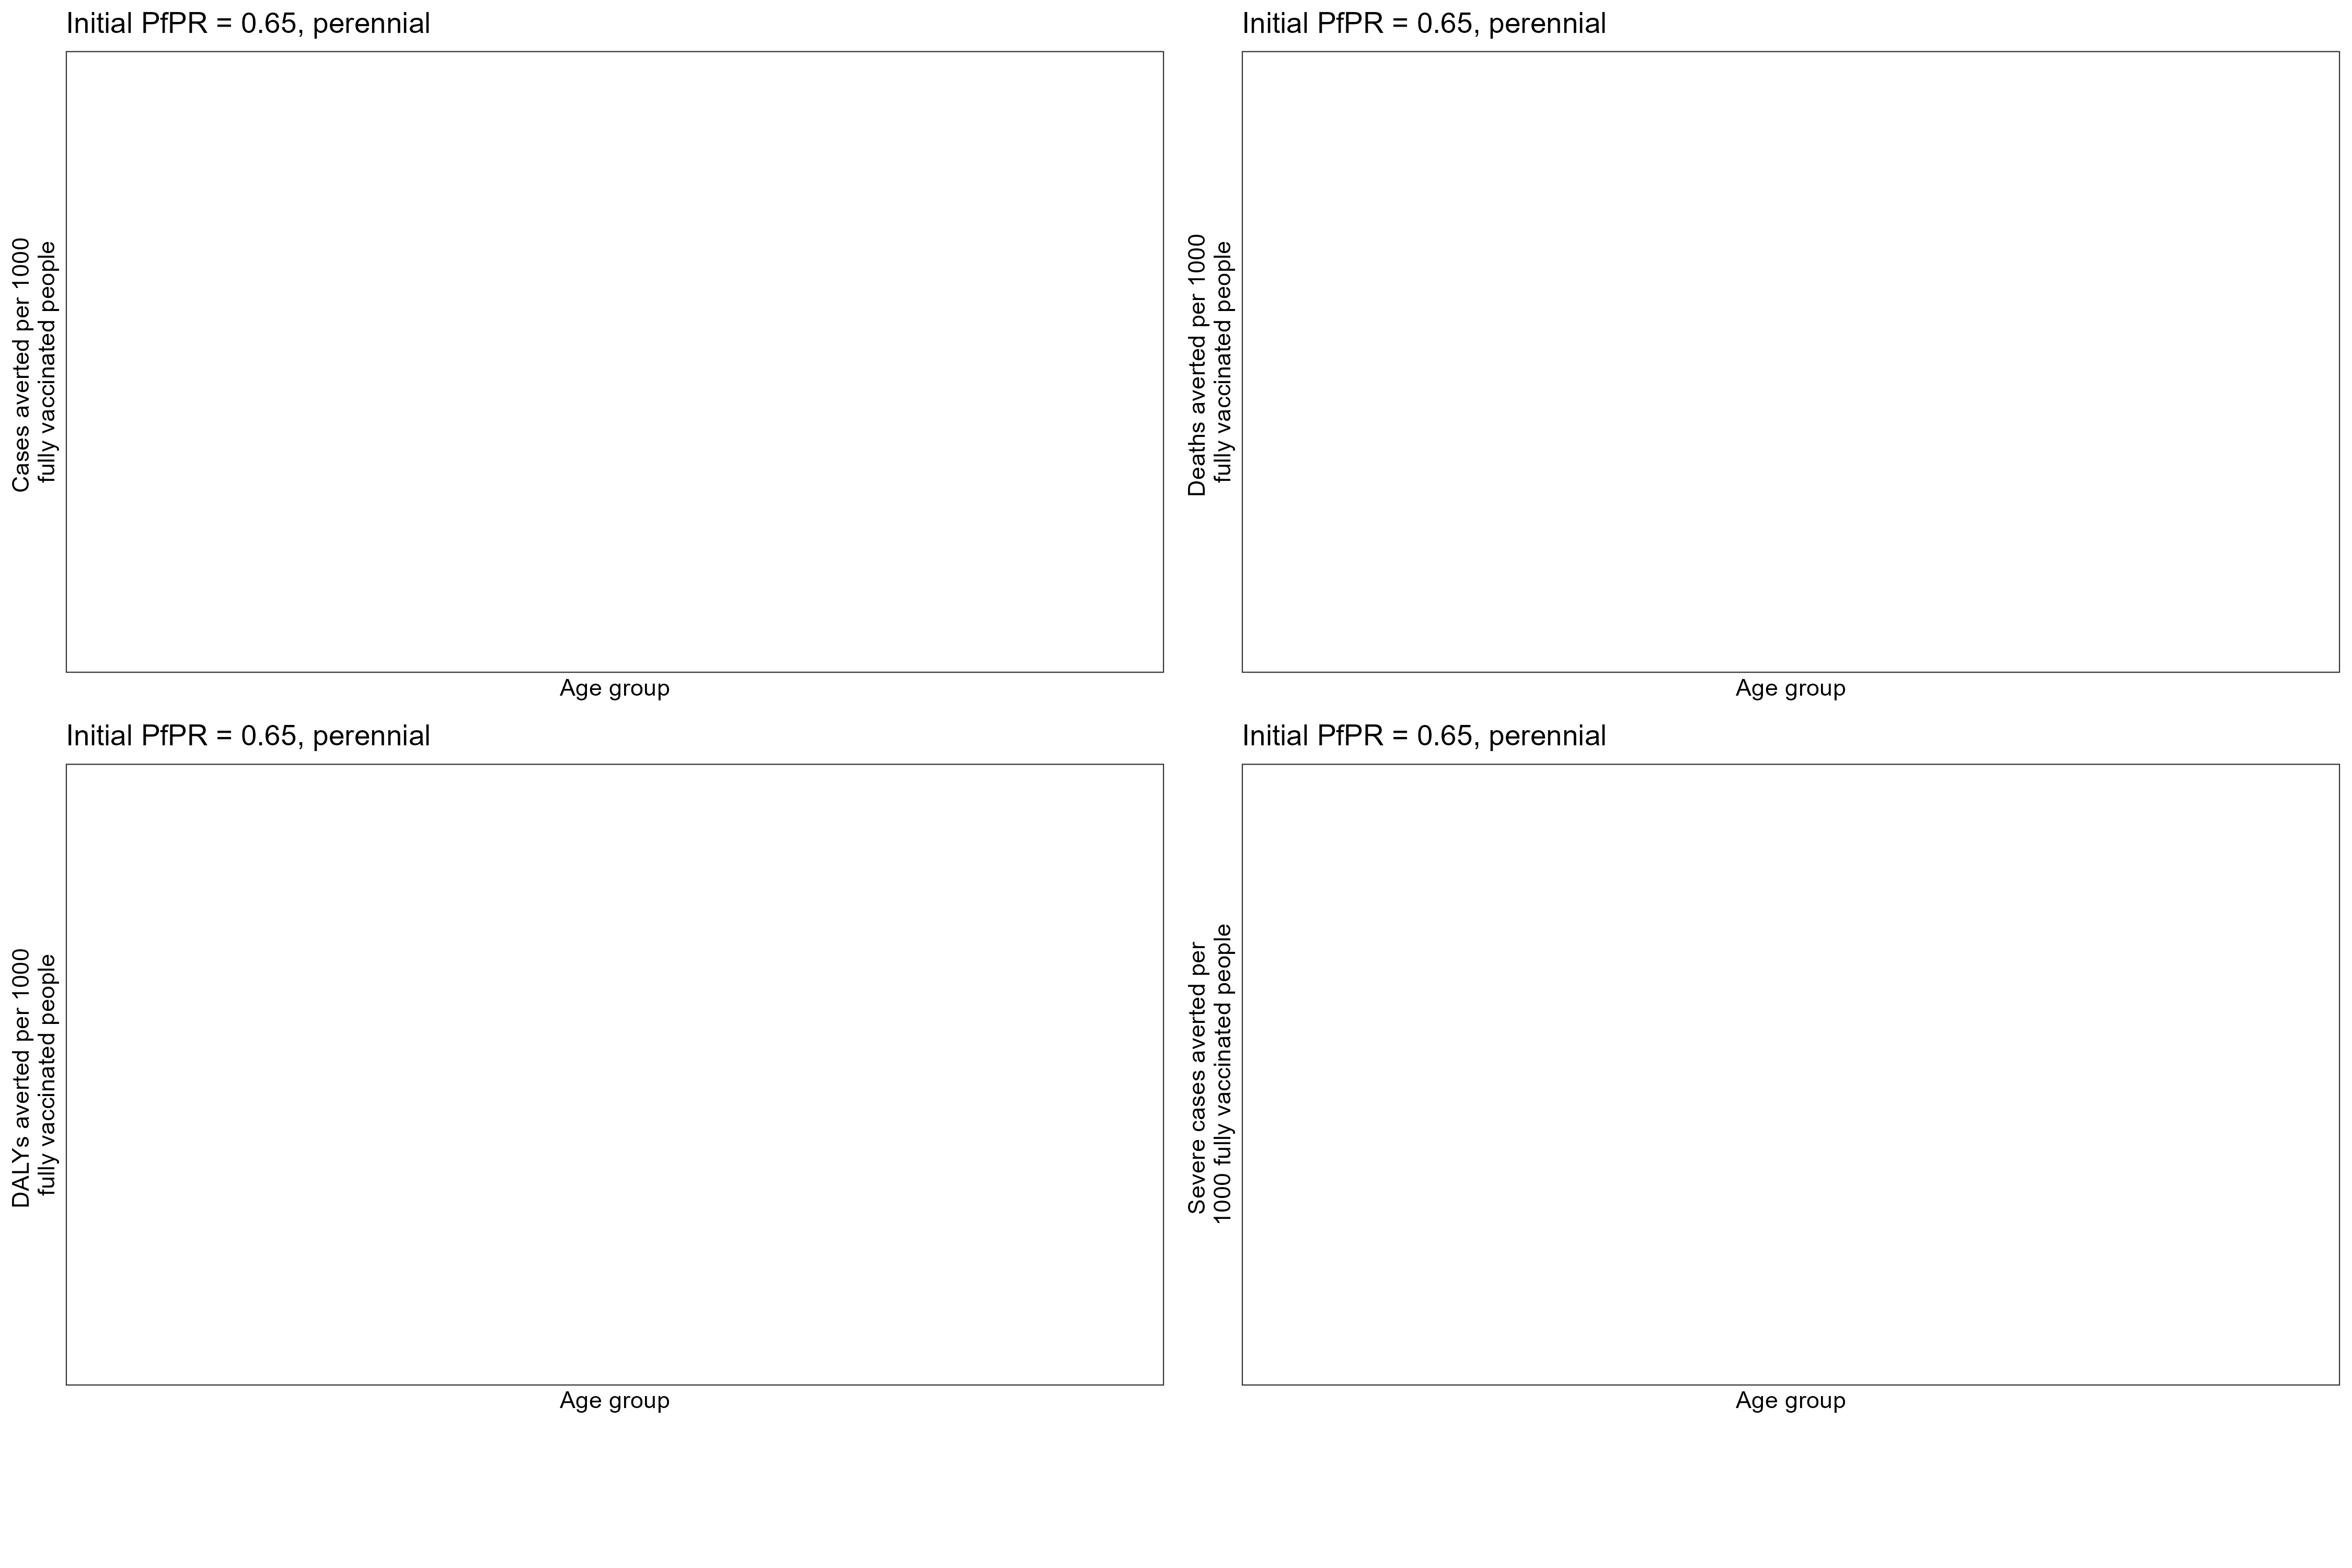 Initial PfPR = 0.65, perennial
Cases averted per 1000
fully vaccinated people
Age group
Initial PfPR = 0.65, perennial
Deaths averted per 1000
fully vaccinated people
Age group
Initial PfPR = 0.65, perennial
DALYs averted per 1000
fully vaccinated people
Age group
Initial PfPR = 0.65, perennial
Severe cases averted per
1000 fully vaccinated people
Age group